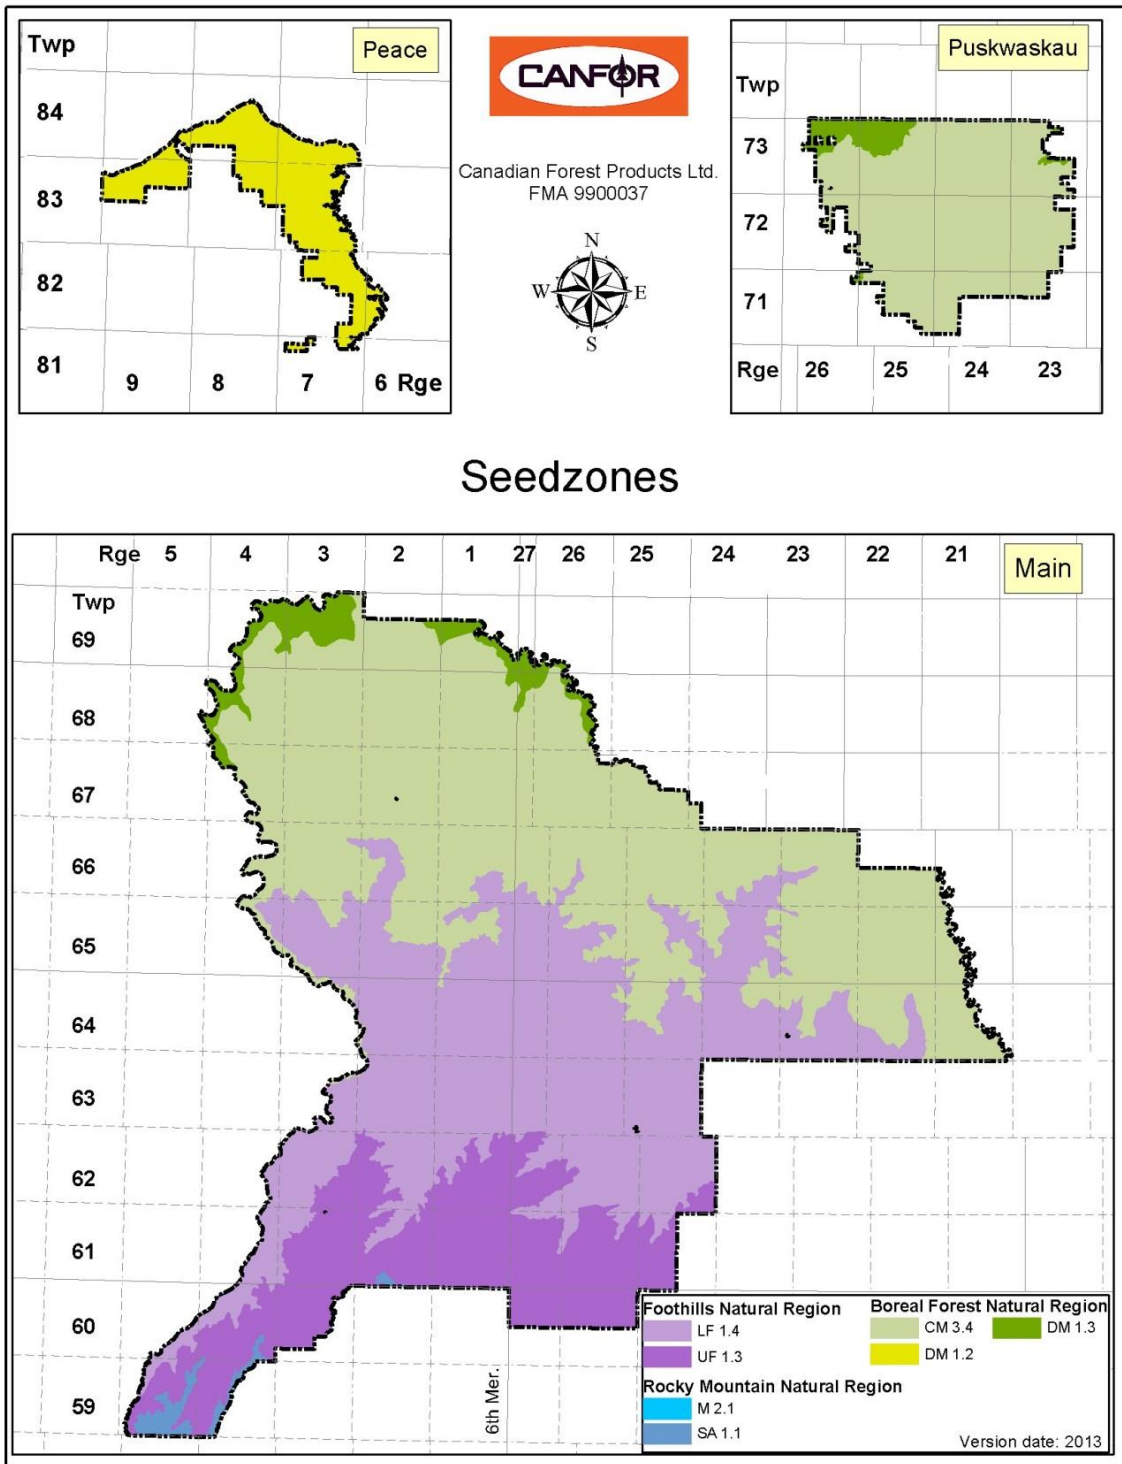 Twp
Peace
84
83
82
81
9 8 7 6 Rge
CANFOR
Canadian Forest Products Ltd.
FMA 9900037
N
W E
S
Puskwaskau
Twp
73
72
71
Rge 26 25 24 23
Seedzones
Rge 5 4 3 2 1 27 26 25 24 23 22 21
Main
Twp
69
68
67
66
65
64
63
62
61
60
59
6th Mer.
Foothills Natural Region
LF 1.4
UF 1.3
Rocky Mountain Natural Region
M 2.1
SA 1.1
Boreal Forest Natural Region
CM 3.4 DM 1.3
DM 1.2
Version date: 2013